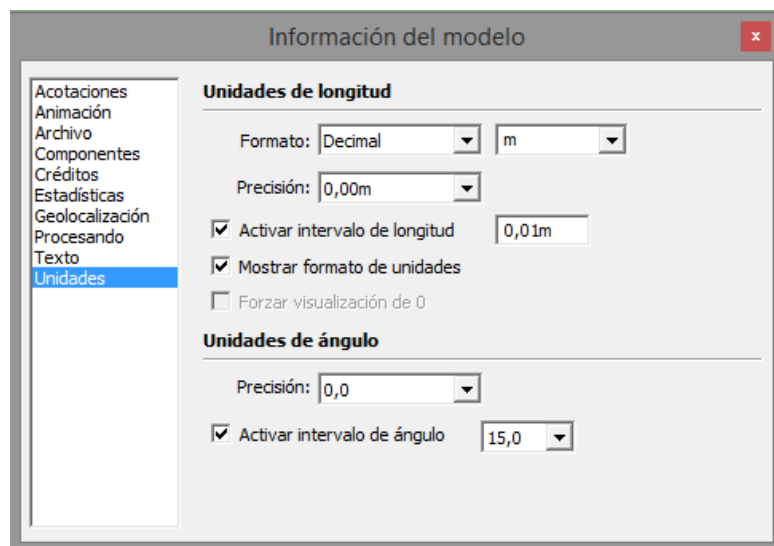 Información del modelo
x
Acotaciones
Animación
Archivo
Componentes
Créditos
Estadísticas
Geolocalización
Procesando
Texto
Unidades
Unidades de longitud
Formato: Decimal m
Precisión: 0,00m
Activar intervalo de longitud 0,01m
Mostrar formato de unidades
Forzar visualización de 0
Unidades de ángulo
Precisión: 0,0
Activar intervalo de ángulo 15,0